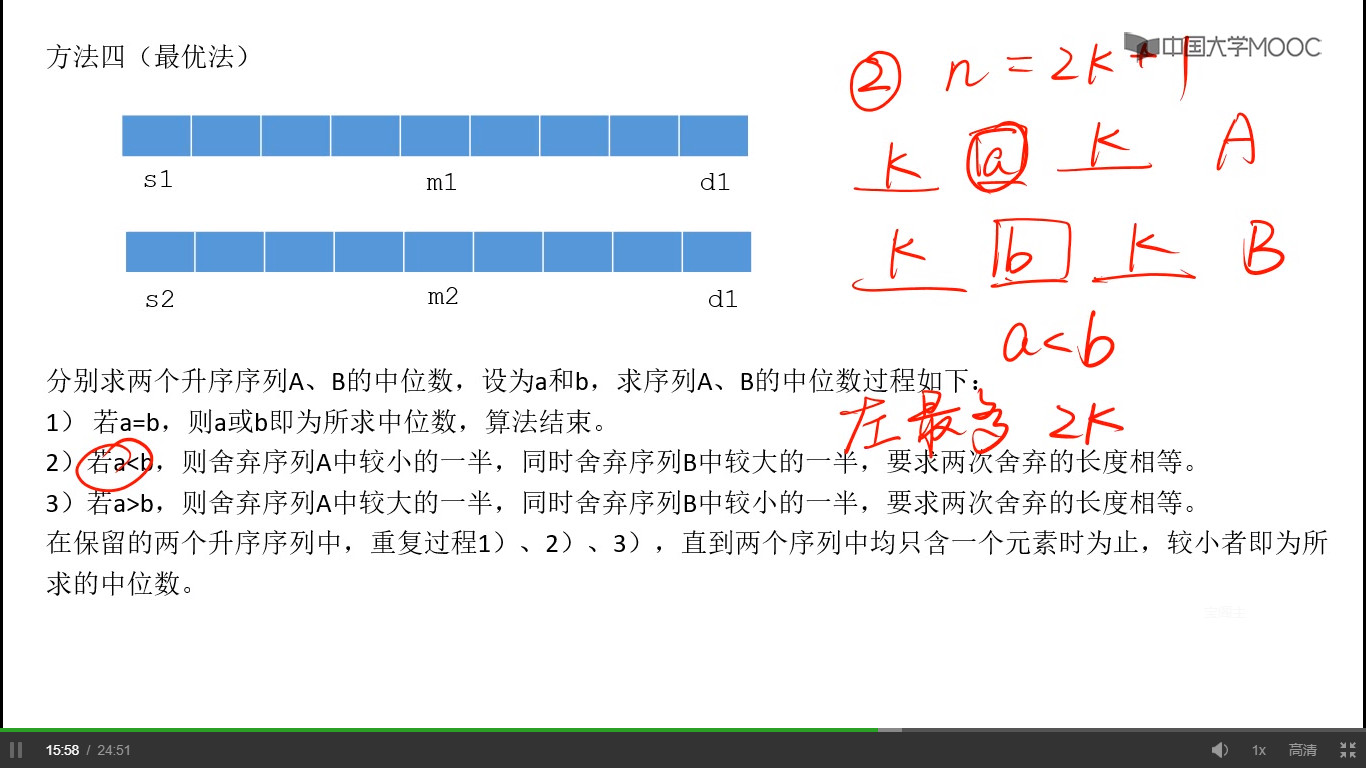 方法四（最优法）
中国大学MOOC
② n = 2k+1
k a k A
s1 m1 d1
k b k B
s2 m2 d1
a<b
分别求两个升序序列A、B的中位数，设为a和b，求序列A、B的中位数过程如下：
左最多 2k
1） 若a=b，则a或b即为所求中位数，算法结束。
2）若a<b，则舍弃序列A中较小的一半，同时舍弃序列B中较大的一半，要求两次舍弃的长度相等。
3）若a>b，则舍弃序列A中较大的一半，同时舍弃序列B中较小的一半，要求两次舍弃的长度相等。
在保留的两个升序序列中，重复过程1）、2）、3），直到两个序列中均只含一个元素时为止，较小者即为所
求的中位数。
15:58 / 24:51
1x 高清